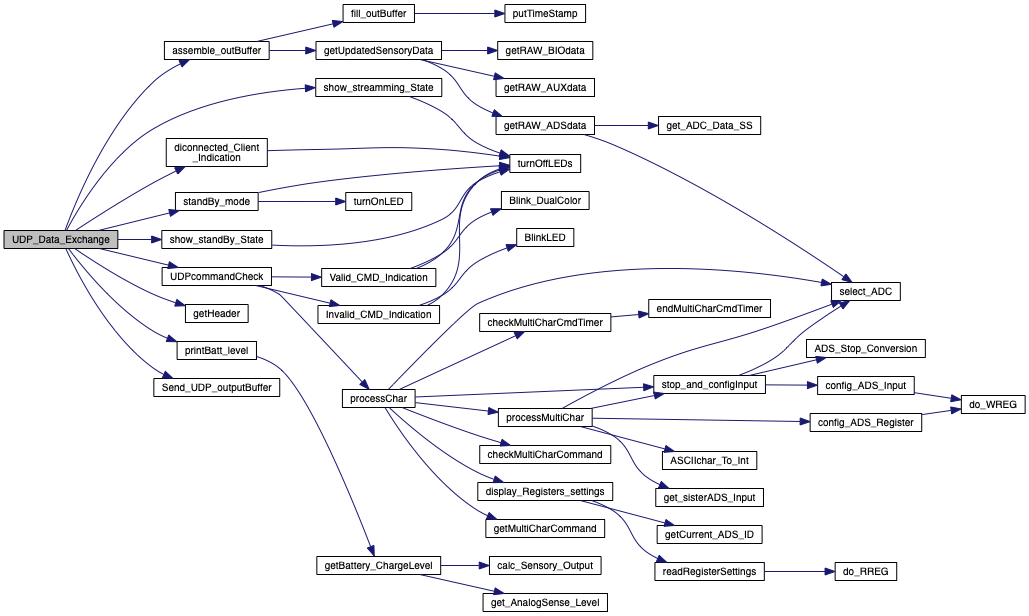 fill_outBuffer
putTimeStamp
assemble_outBuffer
getUpdatedSensoryData
getRAW_BIOdata
show_streamming_State
getRAW_AUXdata
getRAW_ADSdata
get_ADC_Data_SS
diconnected_Client
_Indication
turnOffLEDs
standBy_mode
turnOnLED
Blink_DualColor
UDP_Data_Exchange
show_standBy_State
BlinkLED
UDPcommandCheck
Valid_CMD_Indication
select_ADC
getHeader
Invalid_CMD_Indication
checkMultiCharCmdTimer
endMultiCharCmdTimer
printBatt_level
ADS_Stop_Conversion
Send_UDP_outputBuffer
processChar
stop_and_configInput
config_ADS_Input
do_WREG
processMultiChar
config_ADS_Register
checkMultiCharCommand
ASCIIchar_To_Int
display_Registers_settings
get_sisterADS_Input
getMultiCharCommand
getCurrent_ADS_ID
getBattery_ChargeLevel
calc_Sensory_Output
readRegisterSettings
do_RREG
get_AnalogSense_Level